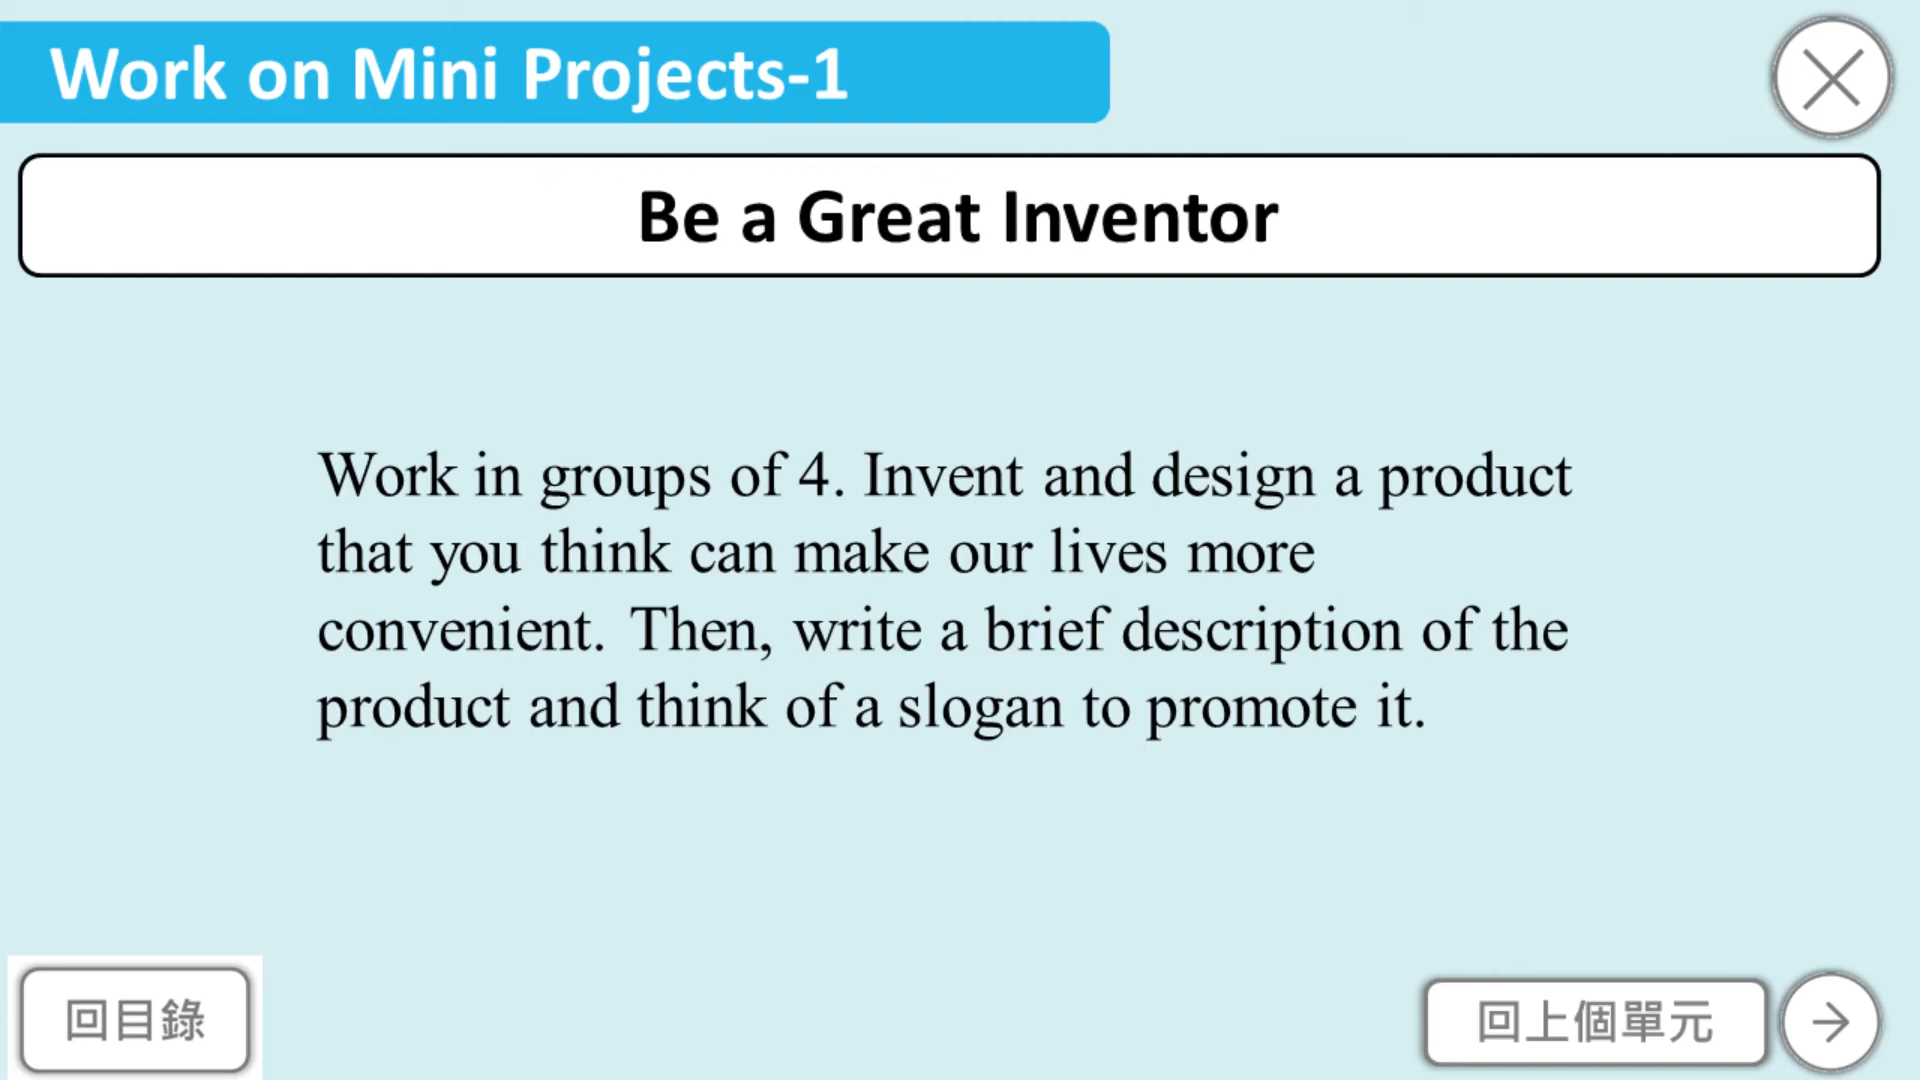 Work on Mini Projects-1
Be a Great Inventor
Work in groups of 4. Invent and design a product
that you think can make our lives more
convenient. Then, write a brief description of the
product and think of a slogan to promote it.
回目錄
回上個單元